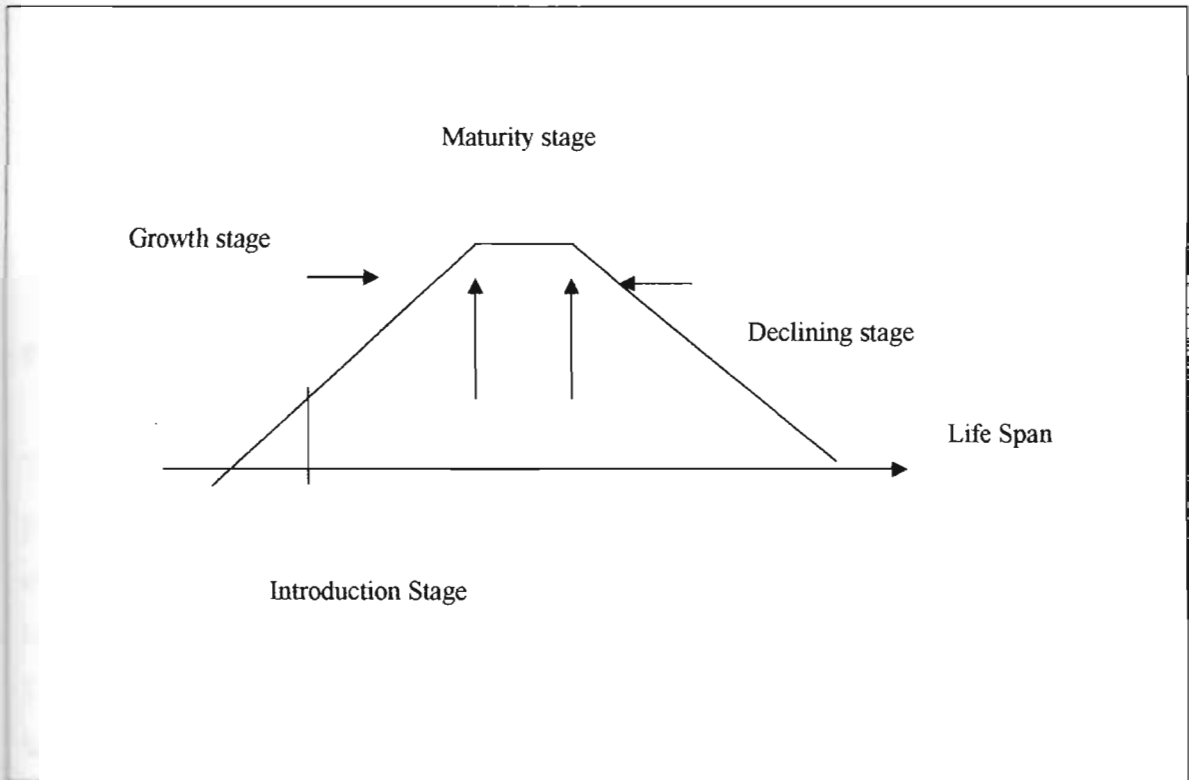 Maturity stage
Growth stage
Declining stage
Life Span
Introduction Stage